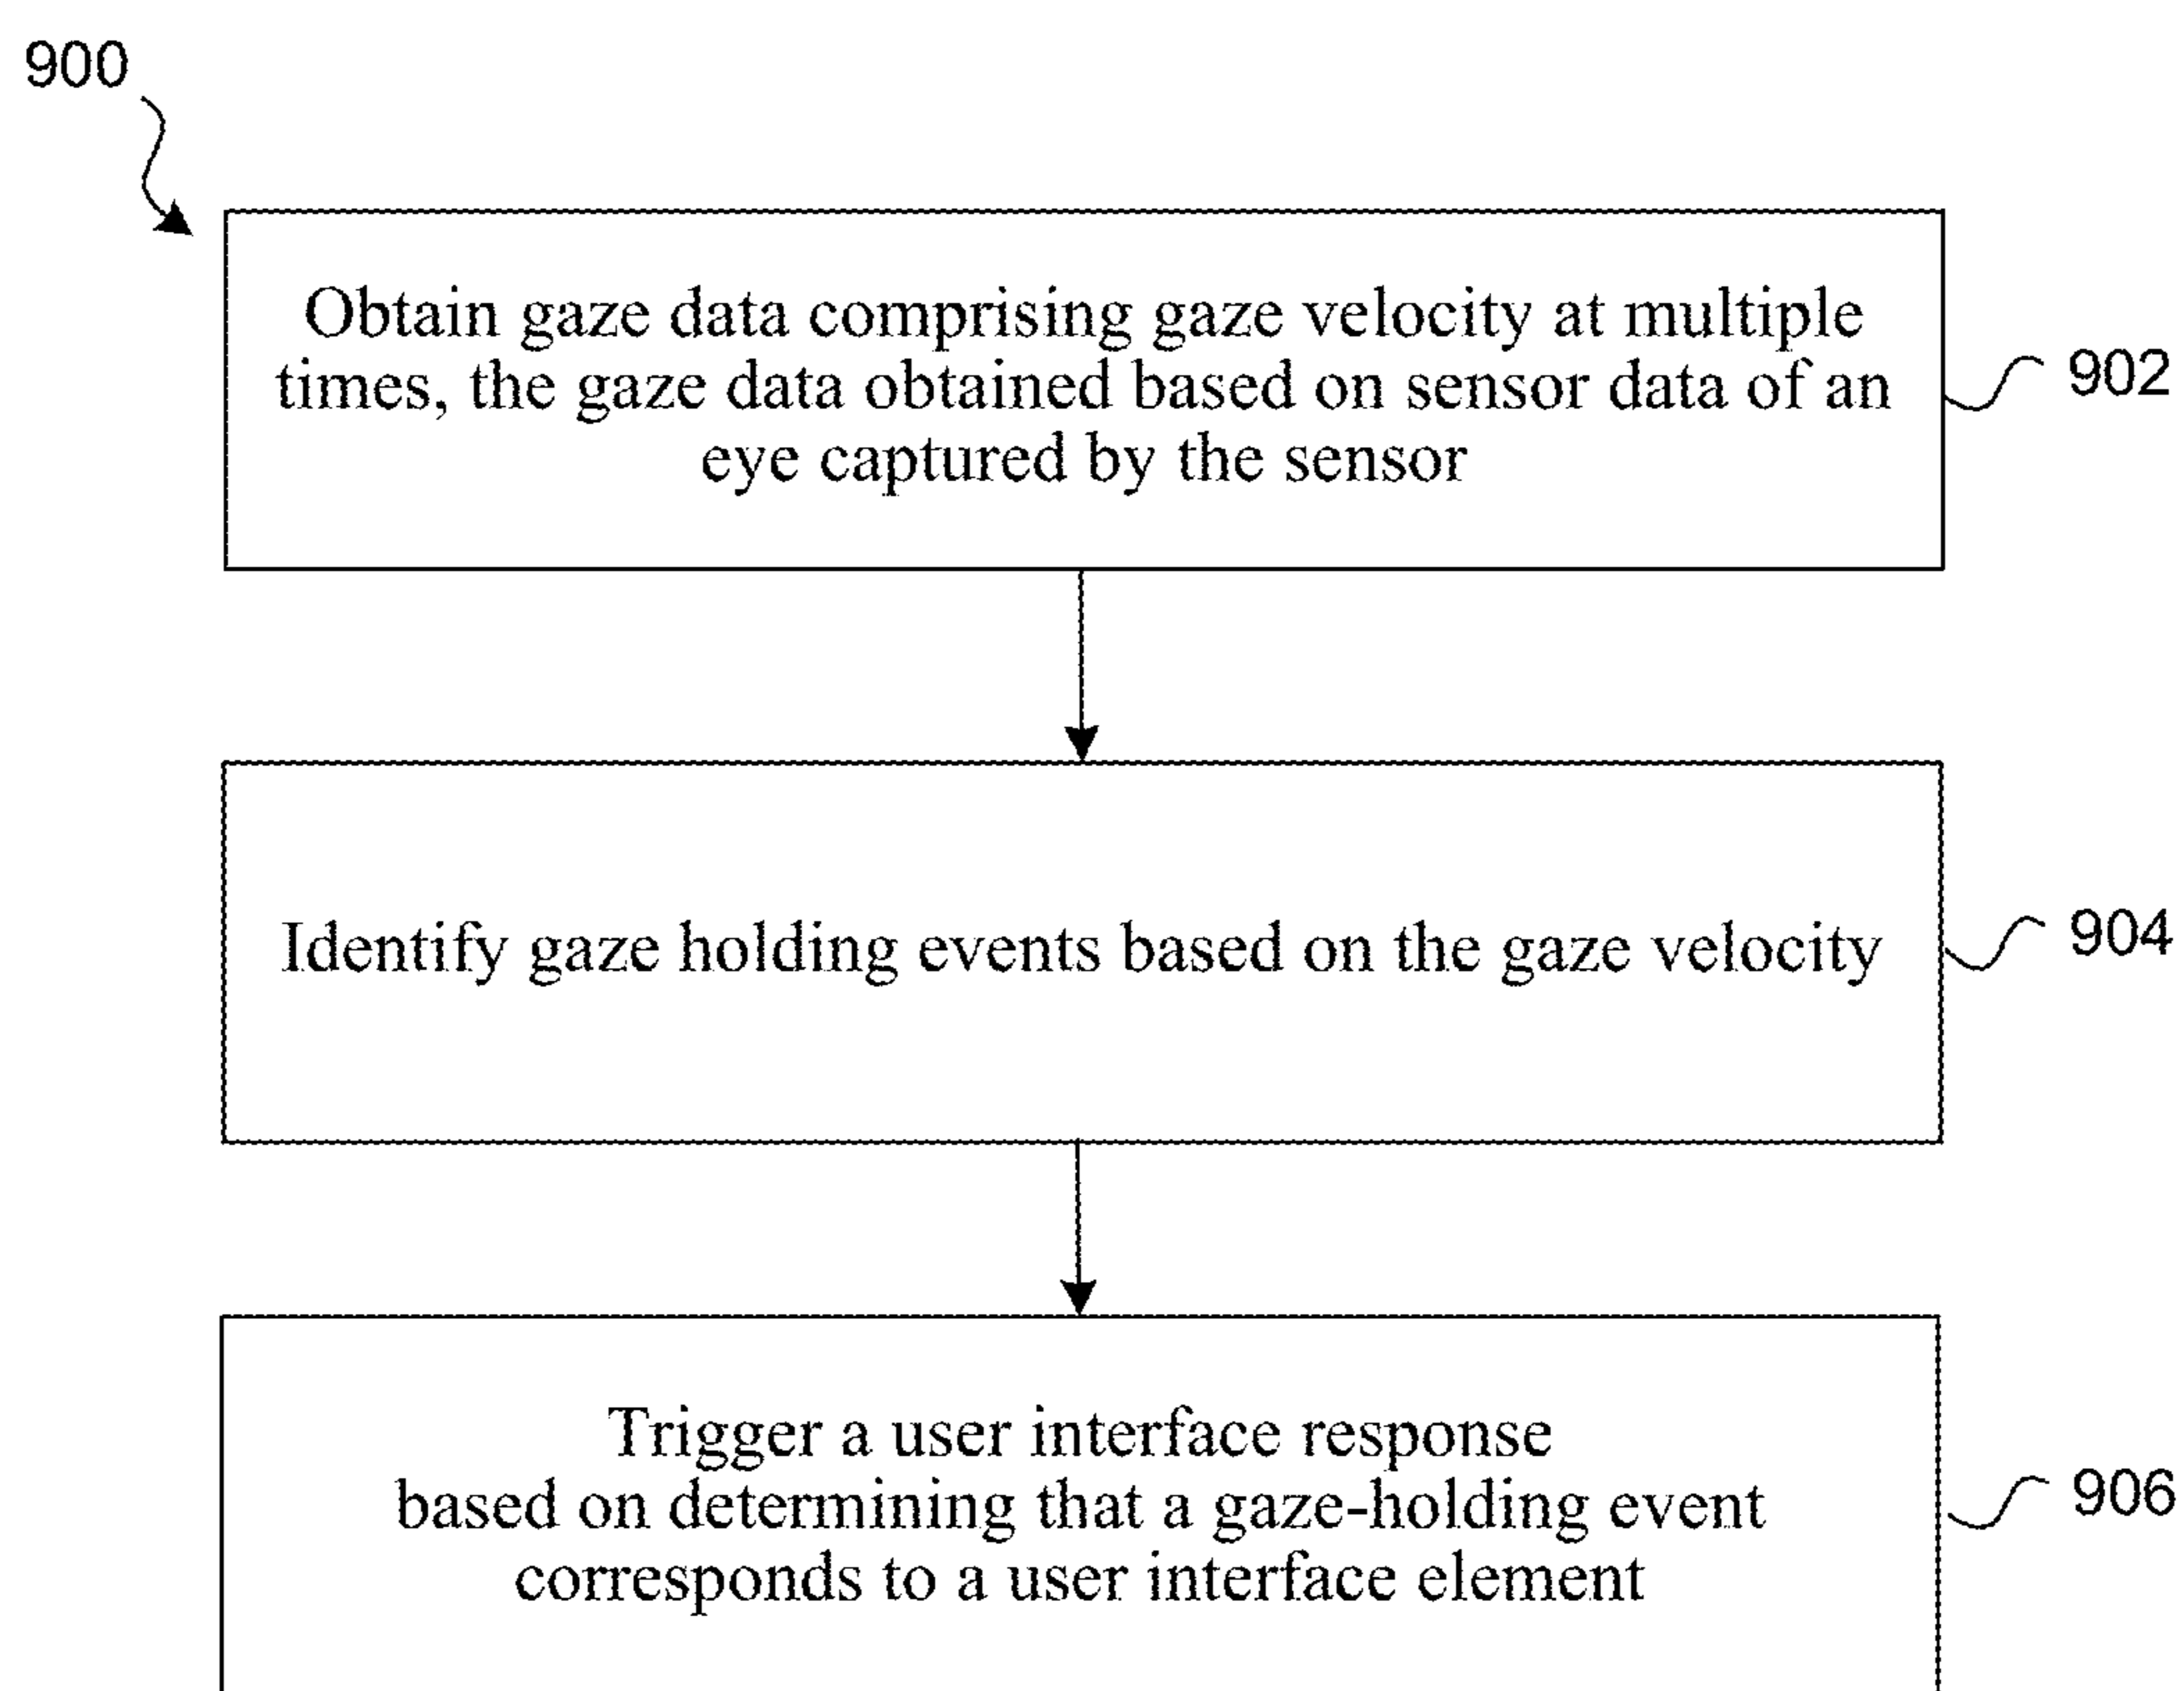 900
Obtain gaze data comprising gaze velocity at multiple
times, the gaze data obtained based on sensor data of an
eye captured by the sensor
902
Identify gaze holding events based on the gaze velocity
904
Trigger a user interface response
based on determining that a gaze-holding event
corresponds to a user interface element
906